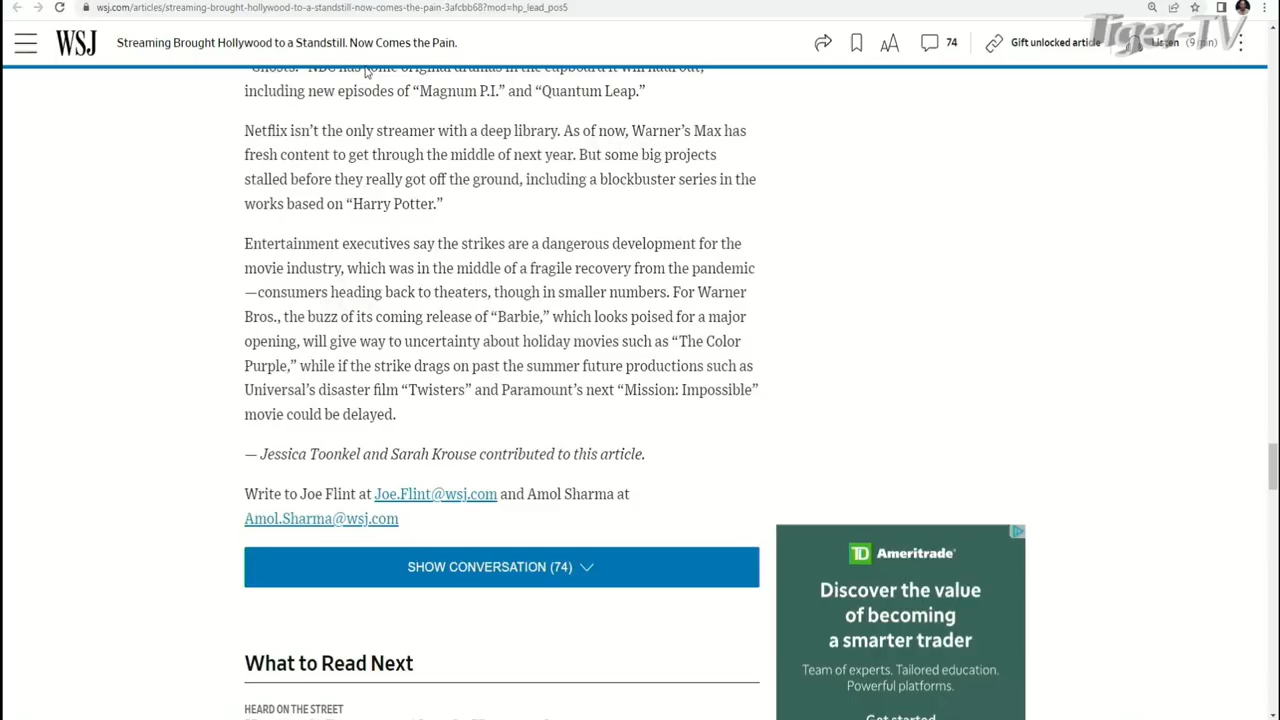 wsj.com/articles/streaming-brought-hollywood-to-a-standstill-now-comes-the-pain-3afcbb68?mod=hp_lead_pos5
Tiger-TV
WSJ
Streaming Brought Hollywood to a Standstill. Now Comes the Pain.
74
Gift unlocked article
Listen (9 min)
"Ghosts." NBC has some original dramas in the cupboard it will haul out,
including new episodes of “Magnum P.I.” and “Quantum Leap.”
Netflix isn’t the only streamer with a deep library. As of now, Warner’s Max has
fresh content to get through the middle of next year. But some big projects
stalled before they really got off the ground, including a blockbuster series in the
works based on “Harry Potter.”
Entertainment executives say the strikes are a dangerous development for the
movie industry, which was in the middle of a fragile recovery from the pandemic
—consumers heading back to theaters, though in smaller numbers. For Warner
Bros., the buzz of its coming release of “Barbie,” which looks poised for a major
opening, will give way to uncertainty about holiday movies such as “The Color
Purple,” while if the strike drags on past the summer future productions such as
Universal’s disaster film “Twisters” and Paramount’s next “Mission: Impossible”
movie could be delayed.
— Jessica Toonkel and Sarah Krouse contributed to this article.
Write to Joe Flint at Joe.Flint@wsj.com and Amol Sharma at
Amol.Sharma@wsj.com
SHOW CONVERSATION (74)
What to Read Next
HEARD ON THE STREET
TD Ameritrade
Discover the value
of becoming
a smarter trader
Team of experts. Tailored education.
Powerful platforms.
Get started